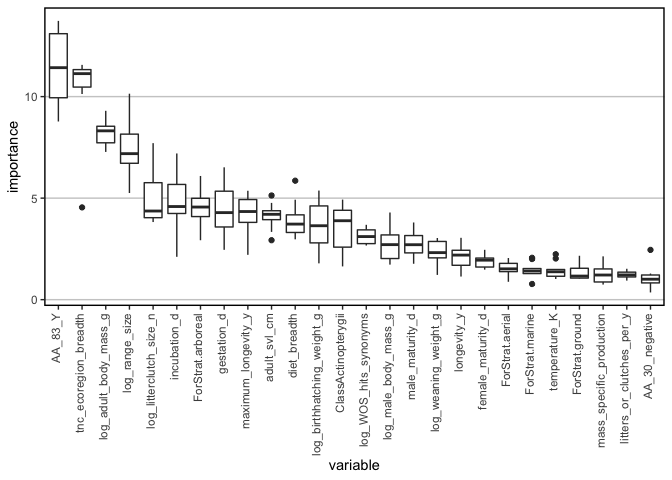 importance
10
5
0
AA_83_Y
tnc_ecoregion_breadth
log_adult_body_mass_g
log_range_size
log_litterclutch_size_n
incubation_d
ForStrat.arboreal
gestation_d
maximum_longevity_y
adult_svl_cm
diet_breadth
log_birthhatching_weight_g
ClassActinopterygii
log_WOS_hits_synonyms
log_male_body_mass_g
male_maturity_d
log_weaning_weight_g
longevity_y
female_maturity_d
ForStrat.aerial
ForStrat.marine
temperature_K
ForStrat.ground
mass_specific_production
litters_or_clutches_per_y
AA_30_negative
variable